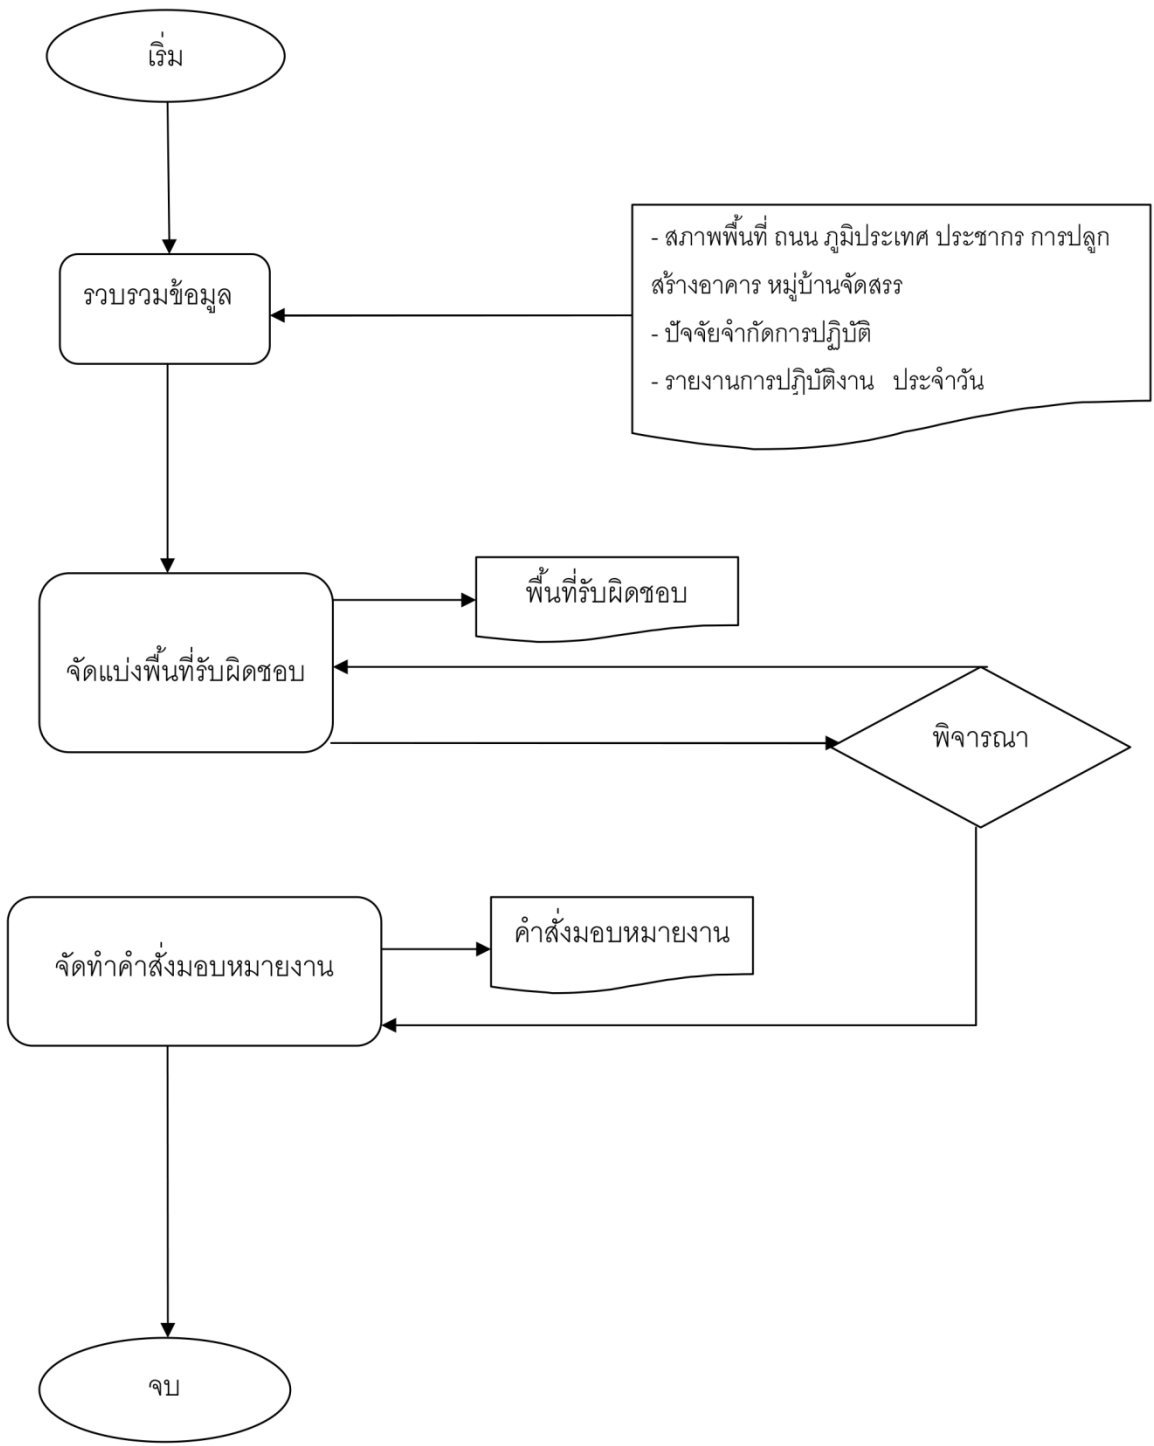 เริ่ม
- สภาพพื้นที่ ถนน ภูมิประเทศ ประชากร การปลูก
สร้างอาคาร หมู่บ้านจัดสรร
- ปัจจัยจำกัดการปฏิบัติ
- รายงานการปฏิบัติงาน ประจำวัน
รวบรวมข้อมูล
พื้นที่รับผิดชอบ
จัดแบ่งพื้นที่รับผิดชอบ
พิจารณา
คำสั่งมอบหมายงาน
จัดทำคำสั่งมอบหมายงาน
จบ